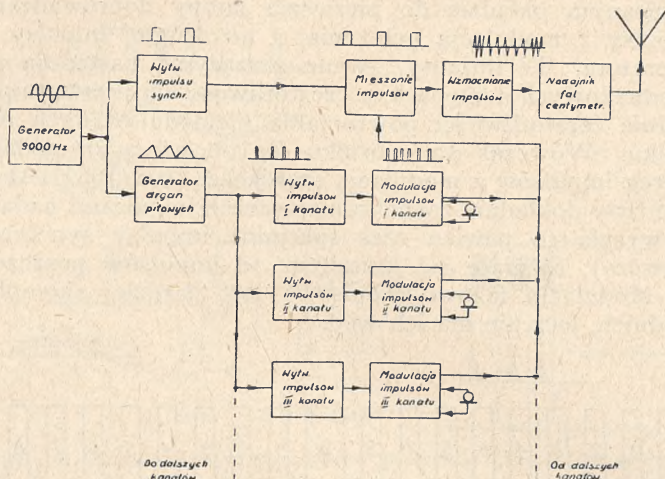 Wytw
impulsu
synchr.
Mieszanie
impulsów
Wzmocnienie
impulsów
Nadajnik
fal
centymetr.
Generator
9000 Hz
Generator
drgań
piłowych
Wytw
impulsów
I kanału
Modulacja
impulsów
I kanału
Wytw
impulsów
II kanału
Modulacja
impulsów
II kanału
Wytw
impulsów
III kanału
Modulacja
impulsów
III kanału
Do dalszych
kanałów
Od dalszych
kanałów